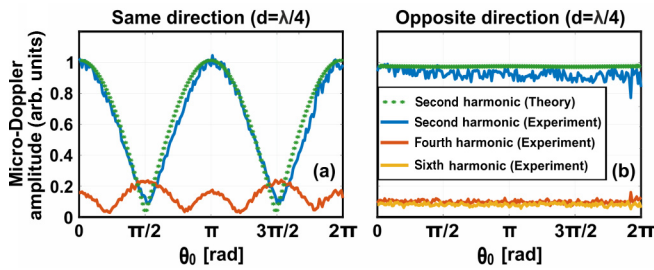 Same direction (d=λ/4)
Opposite direction (d=λ/4)
Micro-Doppler
amplitude (arb. units)
1
0.8
0.6
0.4
0.2
0
(a)
0 π/2 π 3π/2 2π
θ0 [rad]
Second harmonic (Theory)
Second harmonic (Experiment)
Fourth harmonic (Experiment)
Sixth harmonic (Experiment)
(b)
0 π/2 π 3π/2 2π
θ0 [rad]